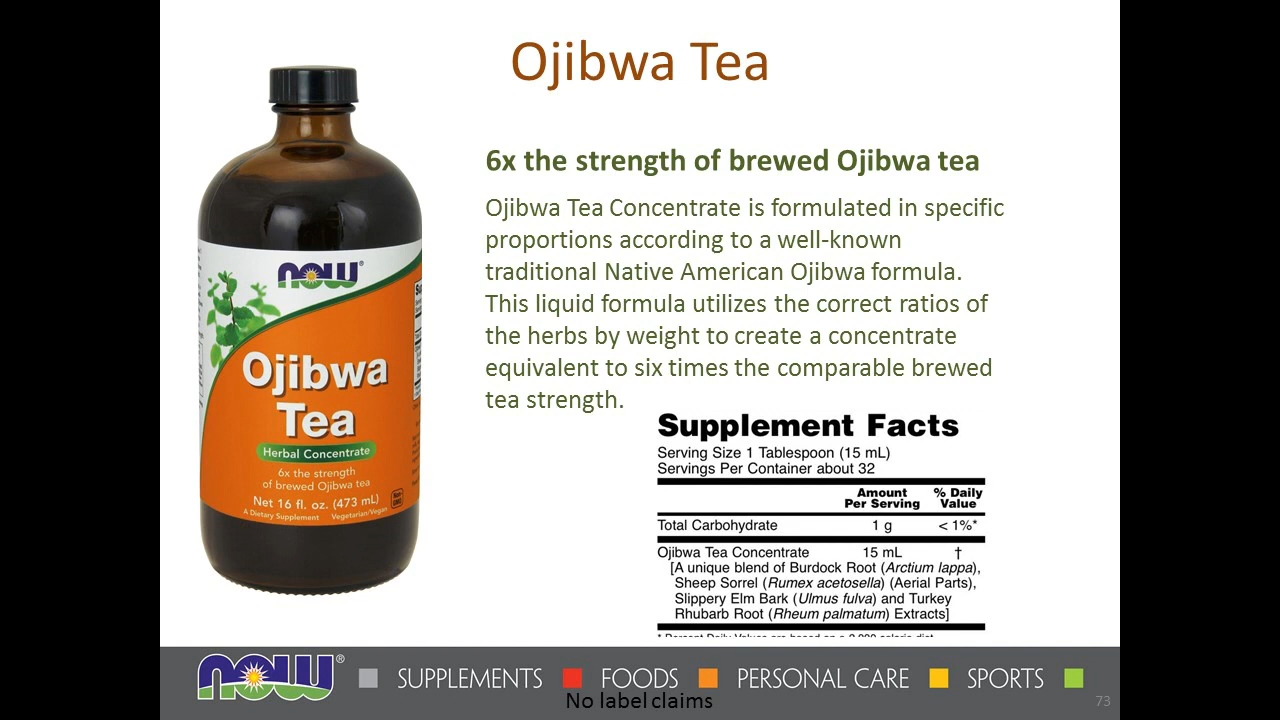 Ojibwa Tea
now®
Ojibwa
Tea
Herbal Concentrate
6x the strength
of brewed Ojibwa tea
Net 16 fl. oz. (473 mL)
A Dietary Supplement Vegetarian/Vegan
Non-GMO
6x the strength of brewed Ojibwa tea
Ojibwa Tea Concentrate is formulated in specific
proportions according to a well-known
traditional Native American Ojibwa formula.
This liquid formula utilizes the correct ratios of
the herbs by weight to create a concentrate
equivalent to six times the comparable brewed
tea strength.
Supplement Facts
Serving Size 1 Tablespoon (15 mL)
Servings Per Container about 32
Amount Per Serving % Daily Value
Total Carbohydrate 1 g < 1%*
Ojibwa Tea Concentrate 15 mL †
[A unique blend of Burdock Root (Arctium lappa),
Sheep Sorrel (Rumex acetosella) (Aerial Parts),
Slippery Elm Bark (Ulmus fulva) and Turkey
Rhubarb Root (Rheum palmatum) Extracts]
now® SUPPLEMENTS FOODS PERSONAL CARE SPORTS
No label claims
73